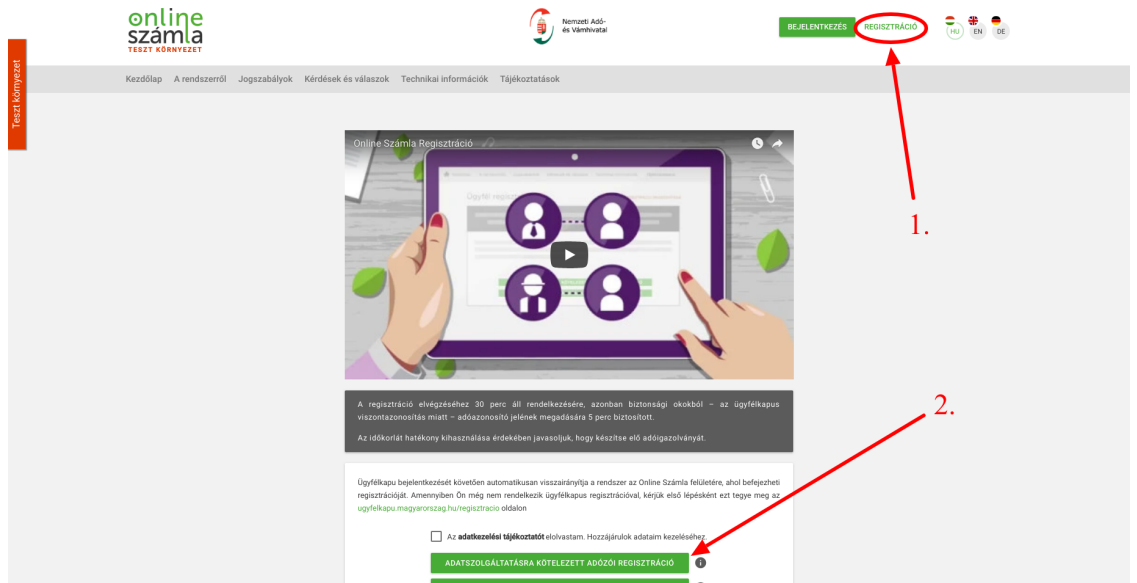 online
számla
TESZT KÖRNYEZET
Nemzeti Adó-
és Vámhivatal
BEJELENTKEZÉS
REGISZTRÁCIÓ
HU
EN
DE
Teszt környezet
Kezdőlap A rendszerről Jogszabályok Kérdések és válaszok Technikai információk Tájékoztatások
Online Számla Regisztráció
1.
A regisztráció elvégzéséhez 30 perc áll rendelkezésére, azonban biztonsági okokból – az ügyfélkapus
viszontazonosítás miatt – adóazonosító jelének megadására 5 perc biztosított.
Az időkorlát hatékony kihasználása érdekében javasoljuk, hogy készítse elő adóigazolványát.
2.
Ügyfélkapu bejelentkezését követően automatikusan visszairányítja a rendszer az Online Számla felületére, ahol befejezheti
regisztrációját. Amennyiben Ön még nem rendelkezik ügyfélkapus regisztrációval, kérjük első lépésként ezt tegye meg az
ugyfelkapu.magyarorszag.hu/regisztracio oldalon
Az adatkezelési tájékoztatót elolvastam. Hozzájárulok adataim kezeléséhez.
ADATSZOLGÁLTATÁSRA KÖTELEZETT ADÓZÓI REGISZTRÁCIÓ